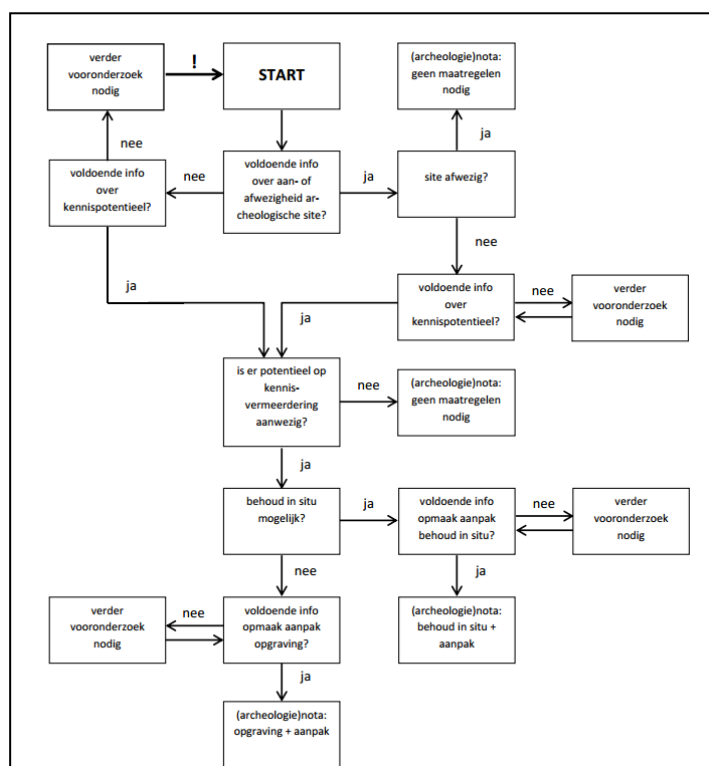 verder
vooronderzoek
nodig
!
START
(archeologie)nota:
geen maatregelen
nodig
nee
ja
voldoende info
over
kennispotentieel?
nee
voldoende info
over aan- of
afwezigheid ar-
cheologische site?
ja
site afwezig?
nee
ja
voldoende info
over
kennispotentieel?
nee
verder
vooronderzoek
nodig
ja
is er potentieel op
kennis-
vermeerdering
aanwezig?
nee
(archeologie)nota:
geen maatregelen
nodig
ja
behoud in situ
mogelijk?
ja
voldoende info
opmaak aanpak
behoud in situ?
nee
verder
vooronderzoek
nodig
nee
ja
verder
vooronderzoek
nodig
nee
voldoende info
opmaak aanpak
opgraving?
(archeologie)nota:
behoud in situ +
aanpak
ja
(archeologie)nota:
opgraving + aanpak